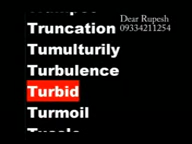 Dear Rupesh
09334211254
Truncation
Tumulturily
Turbulence
Turbid
Turmoil